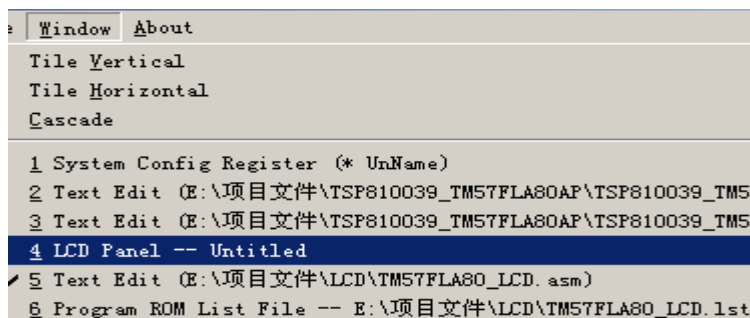 Window About
Tile Vertical
Tile Horizontal
Cascade
1 System Config Register (* UnName)
2 Text Edit (E:\项目文件\TSP810039_TM57FLA80AP\TSP810039_TM5
3 Text Edit (E:\项目文件\TSP810039_TM57FLA80AP\TSP810039_TM5
4 LCD Panel -- Untitled
5 Text Edit (E:\项目文件\LCD\TM57FLA80_LCD.asm)
6 Program ROM List File -- E:\项目文件\LCD\TM57FLA80_LCD.lst